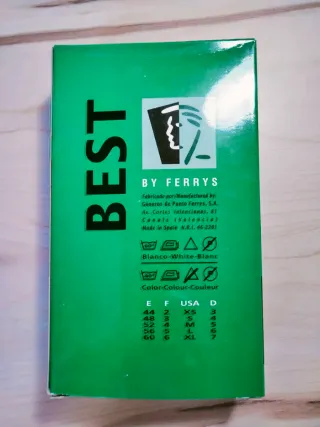 BEST
BY FERRYS
Fabricado por/Manufactured by:
Géneros de Punto Ferrys, S.A.
Av. Corts Valencianes, 81
Canals (Valencia)
Made in Spain
Blanco-White-Blanc
Color-Colour-Couleur
E F USA D
44 2 XS 3
48 3 S 4
52 4 M 5
56 5 L 6
60 6 XL 7